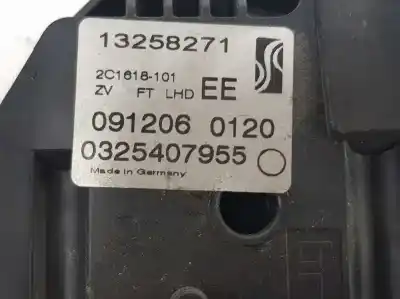 13258271
2C1618-101
ZV FT LHD EE
091206 0120
0325407955
Made in Germany